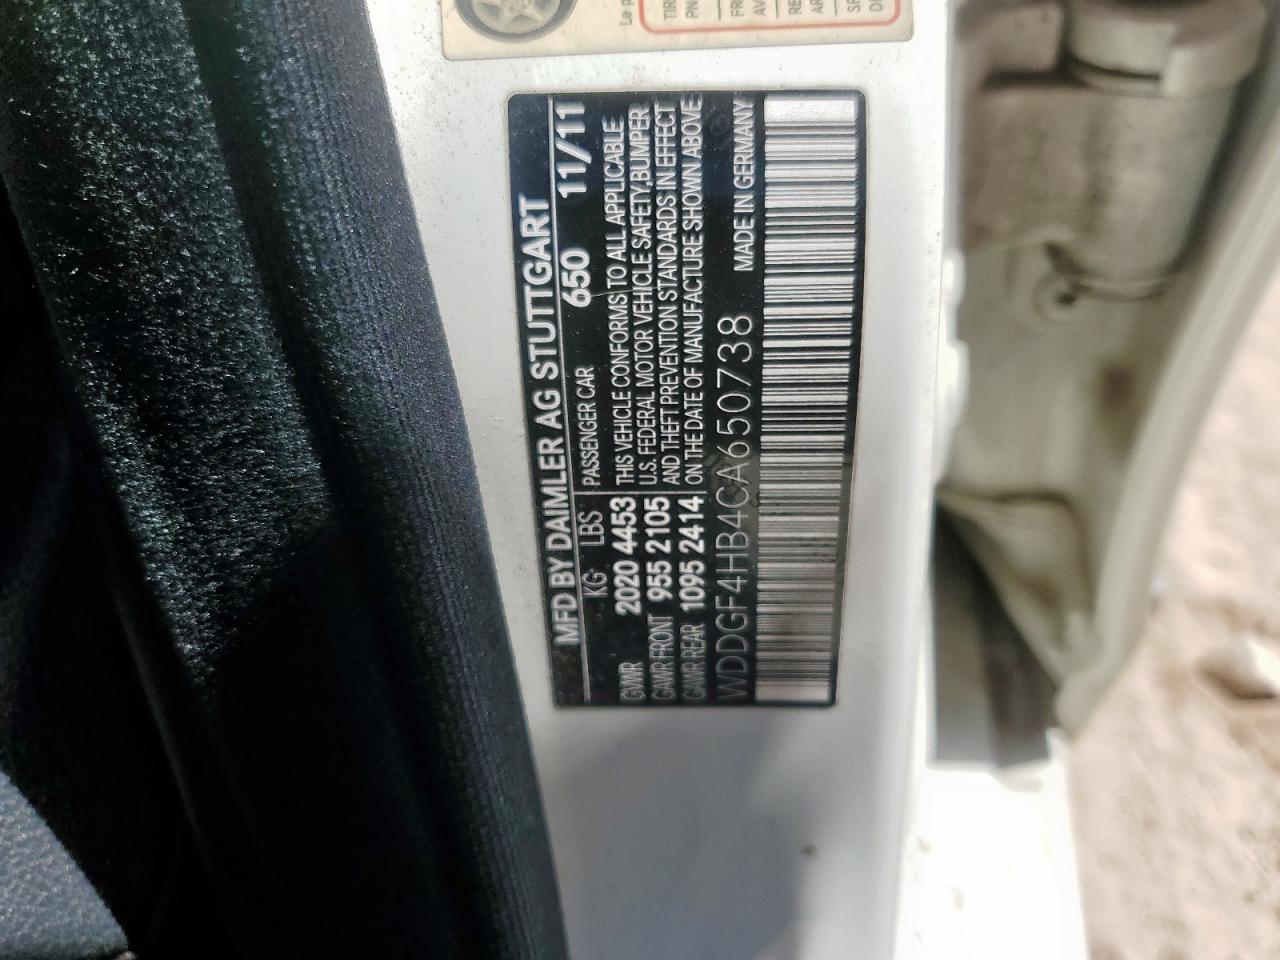 MFD BY DAIMLER AG STUTTGART
KG LBS PASSENGER CAR 650 11/11
GVWR 2020 4453 THIS VEHICLE CONFORMS TO ALL APPLICABLE
GAWR FRONT 955 2105 U.S. FEDERAL MOTOR VEHICLE SAFETY,BUMPER
AND THEFT PREVENTION STANDARDS IN EFFECT
GAWR REAR 1095 2414 ON THE DATE OF MANUFACTURE SHOWN ABOVE
WDDGF4HB4CA650738 MADE IN GERMANY